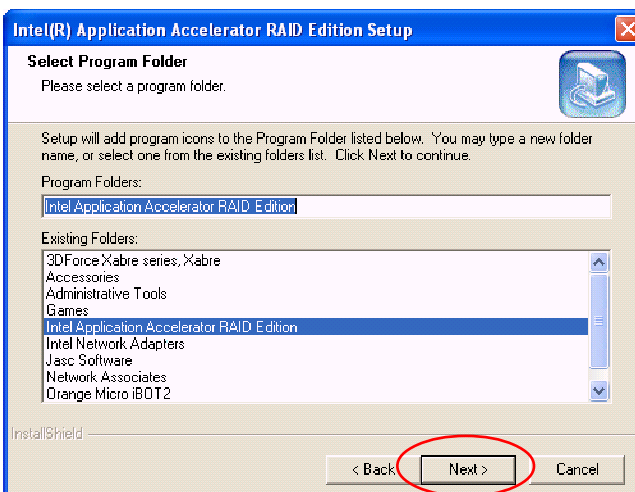 Intel(R) Application Accelerator RAID Edition Setup
Select Program Folder
Please select a program folder.
Setup will add program icons to the Program Folder listed below. You may type a new folder
name, or select one from the existing folders list. Click Next to continue.
Program Folders:
Intel Application Accelerator RAID Edition
Existing Folders:
3DForce Xabre series, Xabre
Accessories
Administrative Tools
Games
Intel Application Accelerator RAID Edition
Intel Network Adapters
Jasc Software
Network Associates
Orange Micro iBOT2
InstallShield
< Back
Next >
Cancel